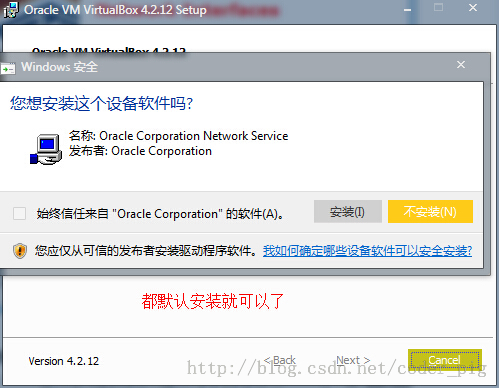 Oracle VM VirtualBox 4.2.12 Setup
Oracle VM VirtualBox 4.2.12
Windows 安全
您想安装这个设备软件吗?
名称: Oracle Corporation Network Service
发布者: Oracle Corporation
始终信任来自 "Oracle Corporation" 的软件(A)。
安装(I)
不安装(N)
您应仅从可信的发布者安装驱动程序软件。我如何确定哪些设备软件可以安全安装?
都默认安装就可以了
Version 4.2.12
< Back
Next >
Cancel
http://blog.csdn.net/coder_pig